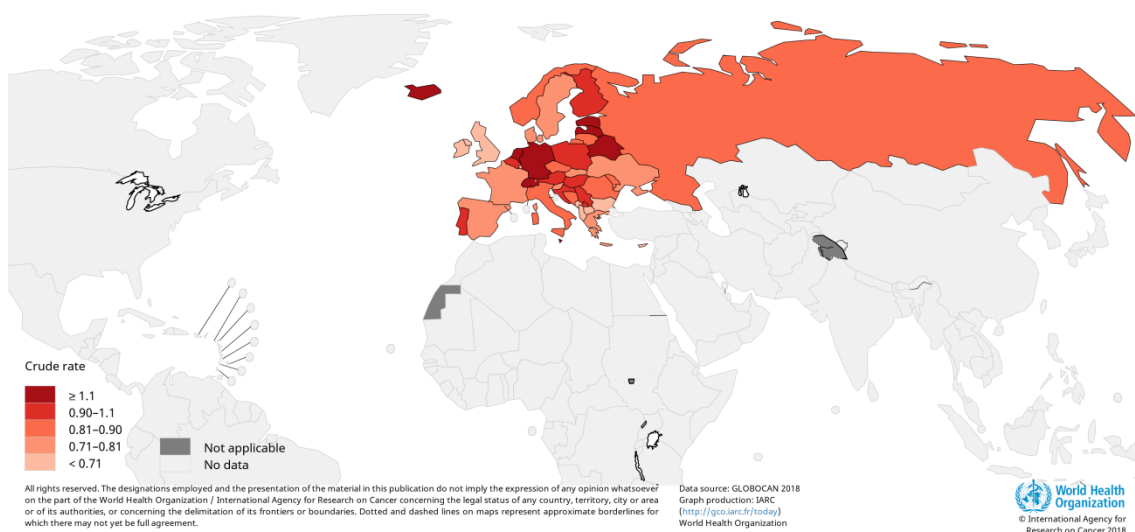 Crude rate
≥ 1.1
0.90–1.1
0.81–0.90
0.71–0.81
< 0.71
Not applicable
No data
All rights reserved. The designations employed and the presentation of the material in this publication do not imply the expression of any opinion whatsoever
on the part of the World Health Organization / International Agency for Research on Cancer concerning the legal status of any country, territory, city or area
or of its authorities, or concerning the delimitation of its frontiers or boundaries. Dotted and dashed lines on maps represent approximate borderlines for
which there may not yet be full agreement.
Data source: GLOBOCAN 2018
Graph production: IARC
(http://gco.iarc.fr/today)
World Health Organization
World Health
Organization
© International Agency for
Research on Cancer 2018